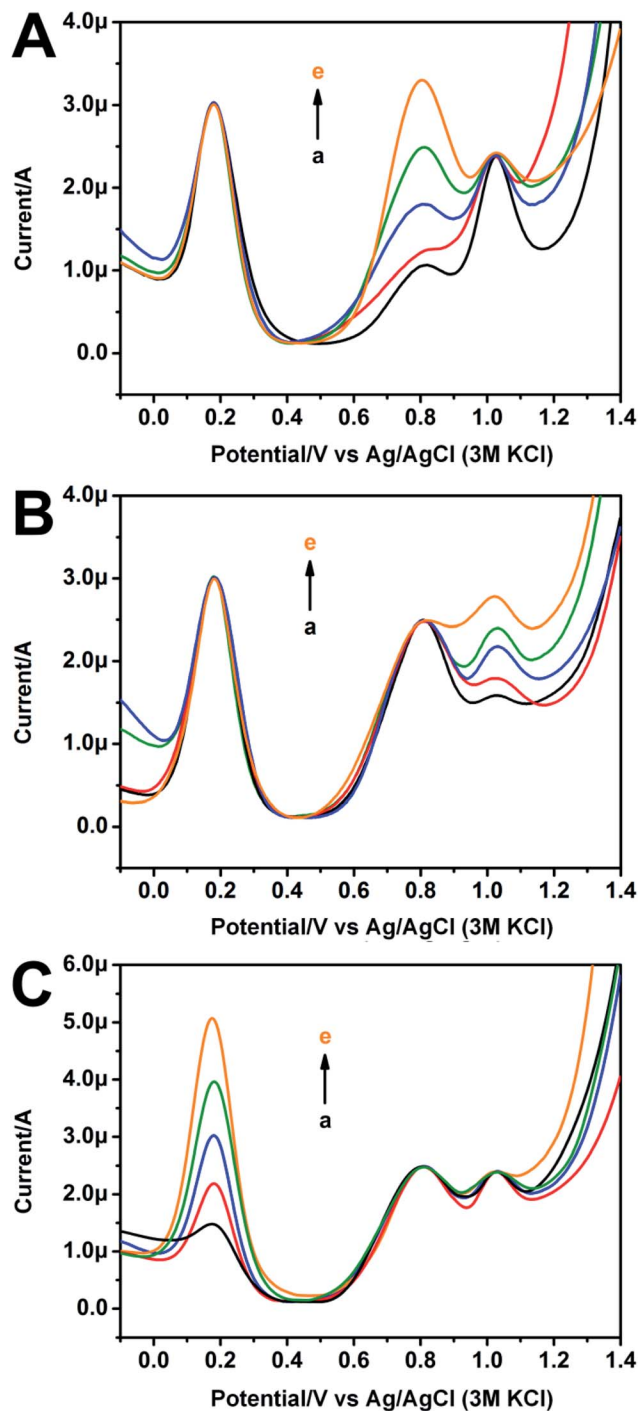 A
4.0μ
3.0μ
2.0μ
1.0μ
0.0
Current/A
e
a
0.0 0.2 0.4 0.6 0.8 1.0 1.2 1.4
Potential/V vs Ag/AgCl (3M KCl)
B
4.0μ
3.0μ
2.0μ
1.0μ
0.0
Current/A
e
a
0.0 0.2 0.4 0.6 0.8 1.0 1.2 1.4
Potential/V vs Ag/AgCl (3M KCl)
C
6.0μ
5.0μ
4.0μ
3.0μ
2.0μ
1.0μ
0.0
Current/A
e
a
0.0 0.2 0.4 0.6 0.8 1.0 1.2 1.4
Potential/V vs Ag/AgCl (3M KCl)